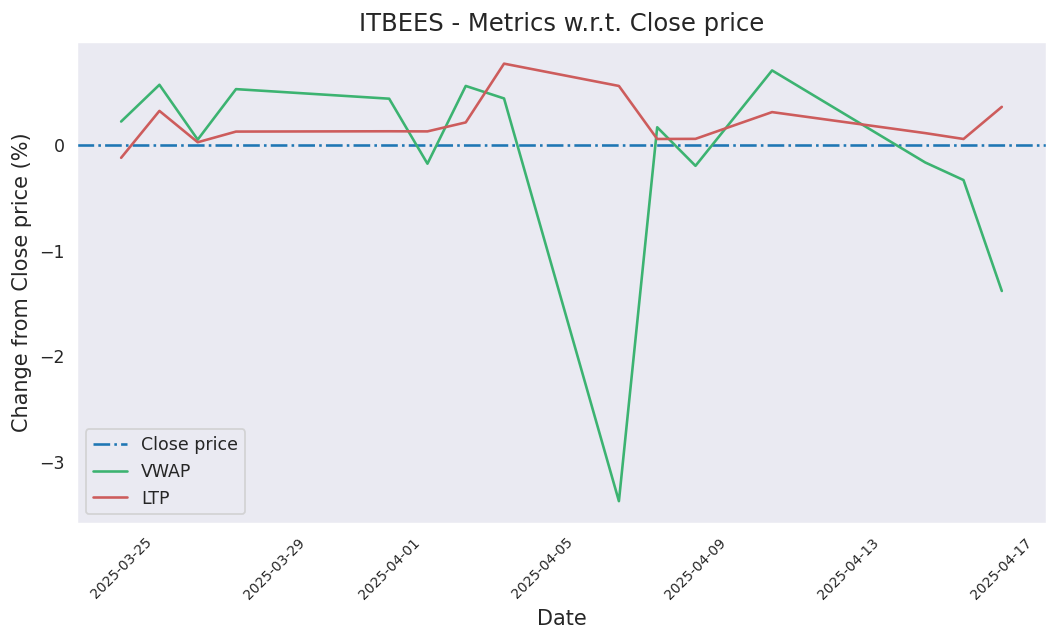 ITBEES - Metrics w.r.t. Close price
Change from Close price (%)
0
−1
−2
−3
Close price
VWAP
LTP
2025-03-25
2025-03-29
2025-04-01
2025-04-05
2025-04-09
2025-04-13
2025-04-17
Date